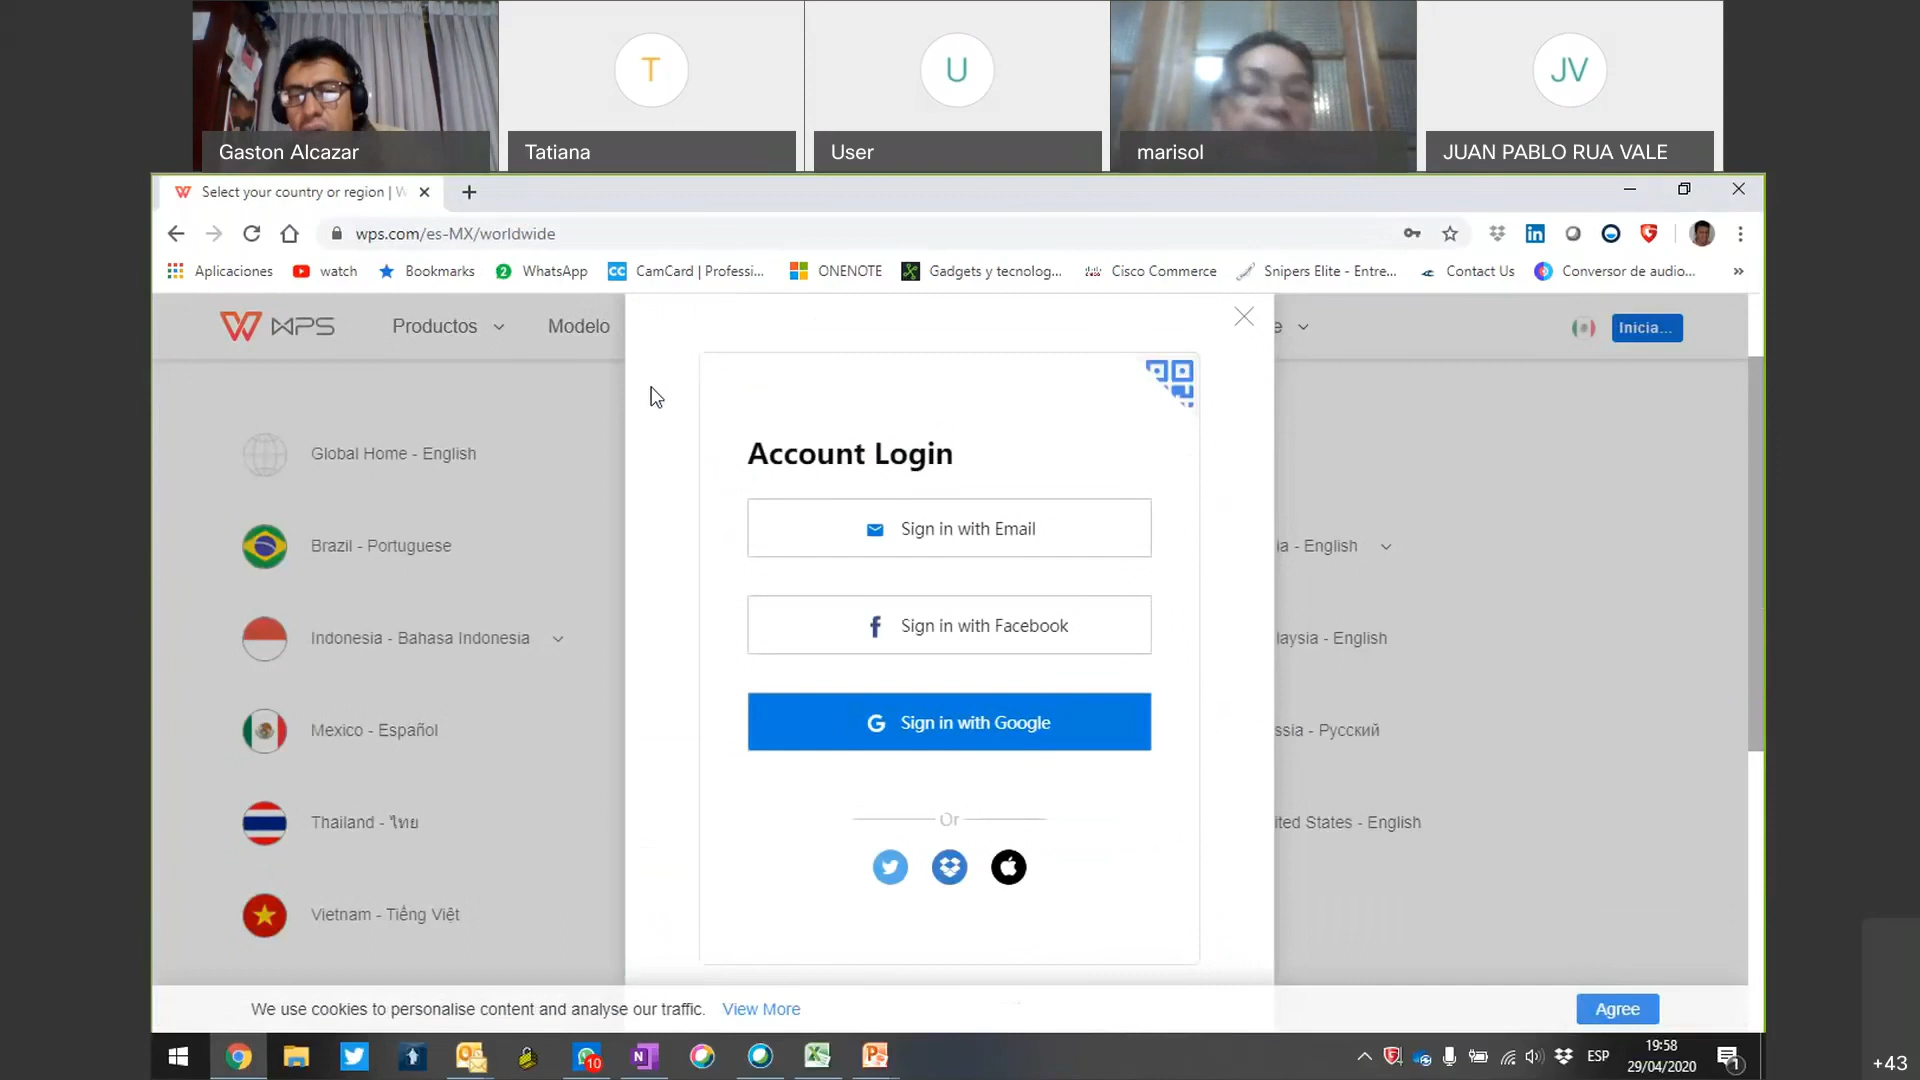 T
U
JV
Gaston Alcazar
Tatiana
User
marisol
JUAN PABLO RUA VALE
Select your country or region | W
wps.com/es-MX/worldwide
Aplicaciones
watch
Bookmarks
2 WhatsApp
CC CamCard | Professi...
ONENOTE
Gadgets y tecnolog...
Cisco Commerce
Snipers Elite - Entre...
Contact Us
Conversor de audio...
»
WPS
Productos
Modelo
e
Inicia...
Account Login
Sign in with Email
Sign in with Facebook
Sign in with Google
Or
Global Home - English
Brazil - Portuguese
Indonesia - Bahasa Indonesia
Mexico - Español
Thailand - ไทย
Vietnam - Tiếng Việt
ia - English
laysia - English
ssia - Русский
ited States - English
We use cookies to personalise content and analyse our traffic. View More
Agree
10
ESP
19:58
29/04/2020
1
+43